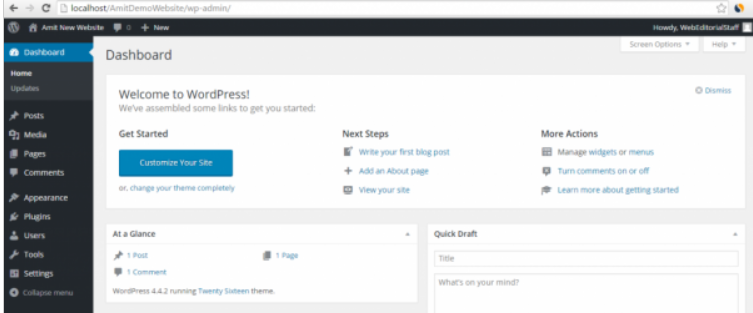 localhost/AmitDemoWebsite/wp-admin/
Amit New Website 0 + New Howdy, WebEditorialStaff
Screen Options Help
Dashboard
Home
Updates
Posts
Media
Pages
Comments
Appearance
Plugins
Users
Tools
Settings
Collapse menu
Dashboard
Welcome to WordPress!
We've assembled some links to get you started:
Dismiss
Get Started
Customize Your Site
or, change your theme completely
Next Steps
Write your first blog post
Add an About page
View your site
More Actions
Manage widgets or menus
Turn comments on or off
Learn more about getting started
At a Glance
1 Post 1 Page
1 Comment
WordPress 4.4.2 running Twenty Sixteen theme.
Quick Draft
Title
What's on your mind?